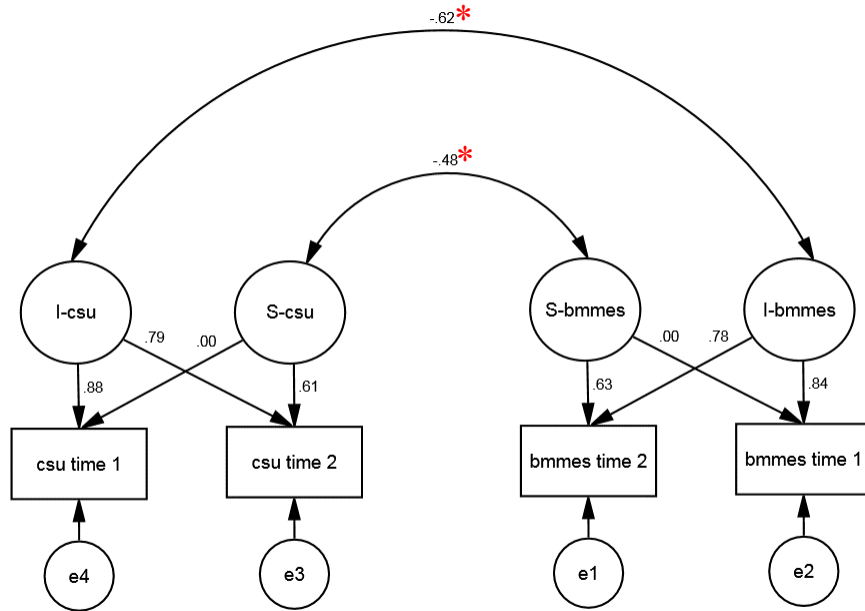 -.62*
-.48*
I-csu
S-csu
S-bmmes
I-bmmes
.79
.00
.00
.78
.88
.61
.63
.84
csu time 1
csu time 2
bmmes time 2
bmmes time 1
e4
e3
e1
e2